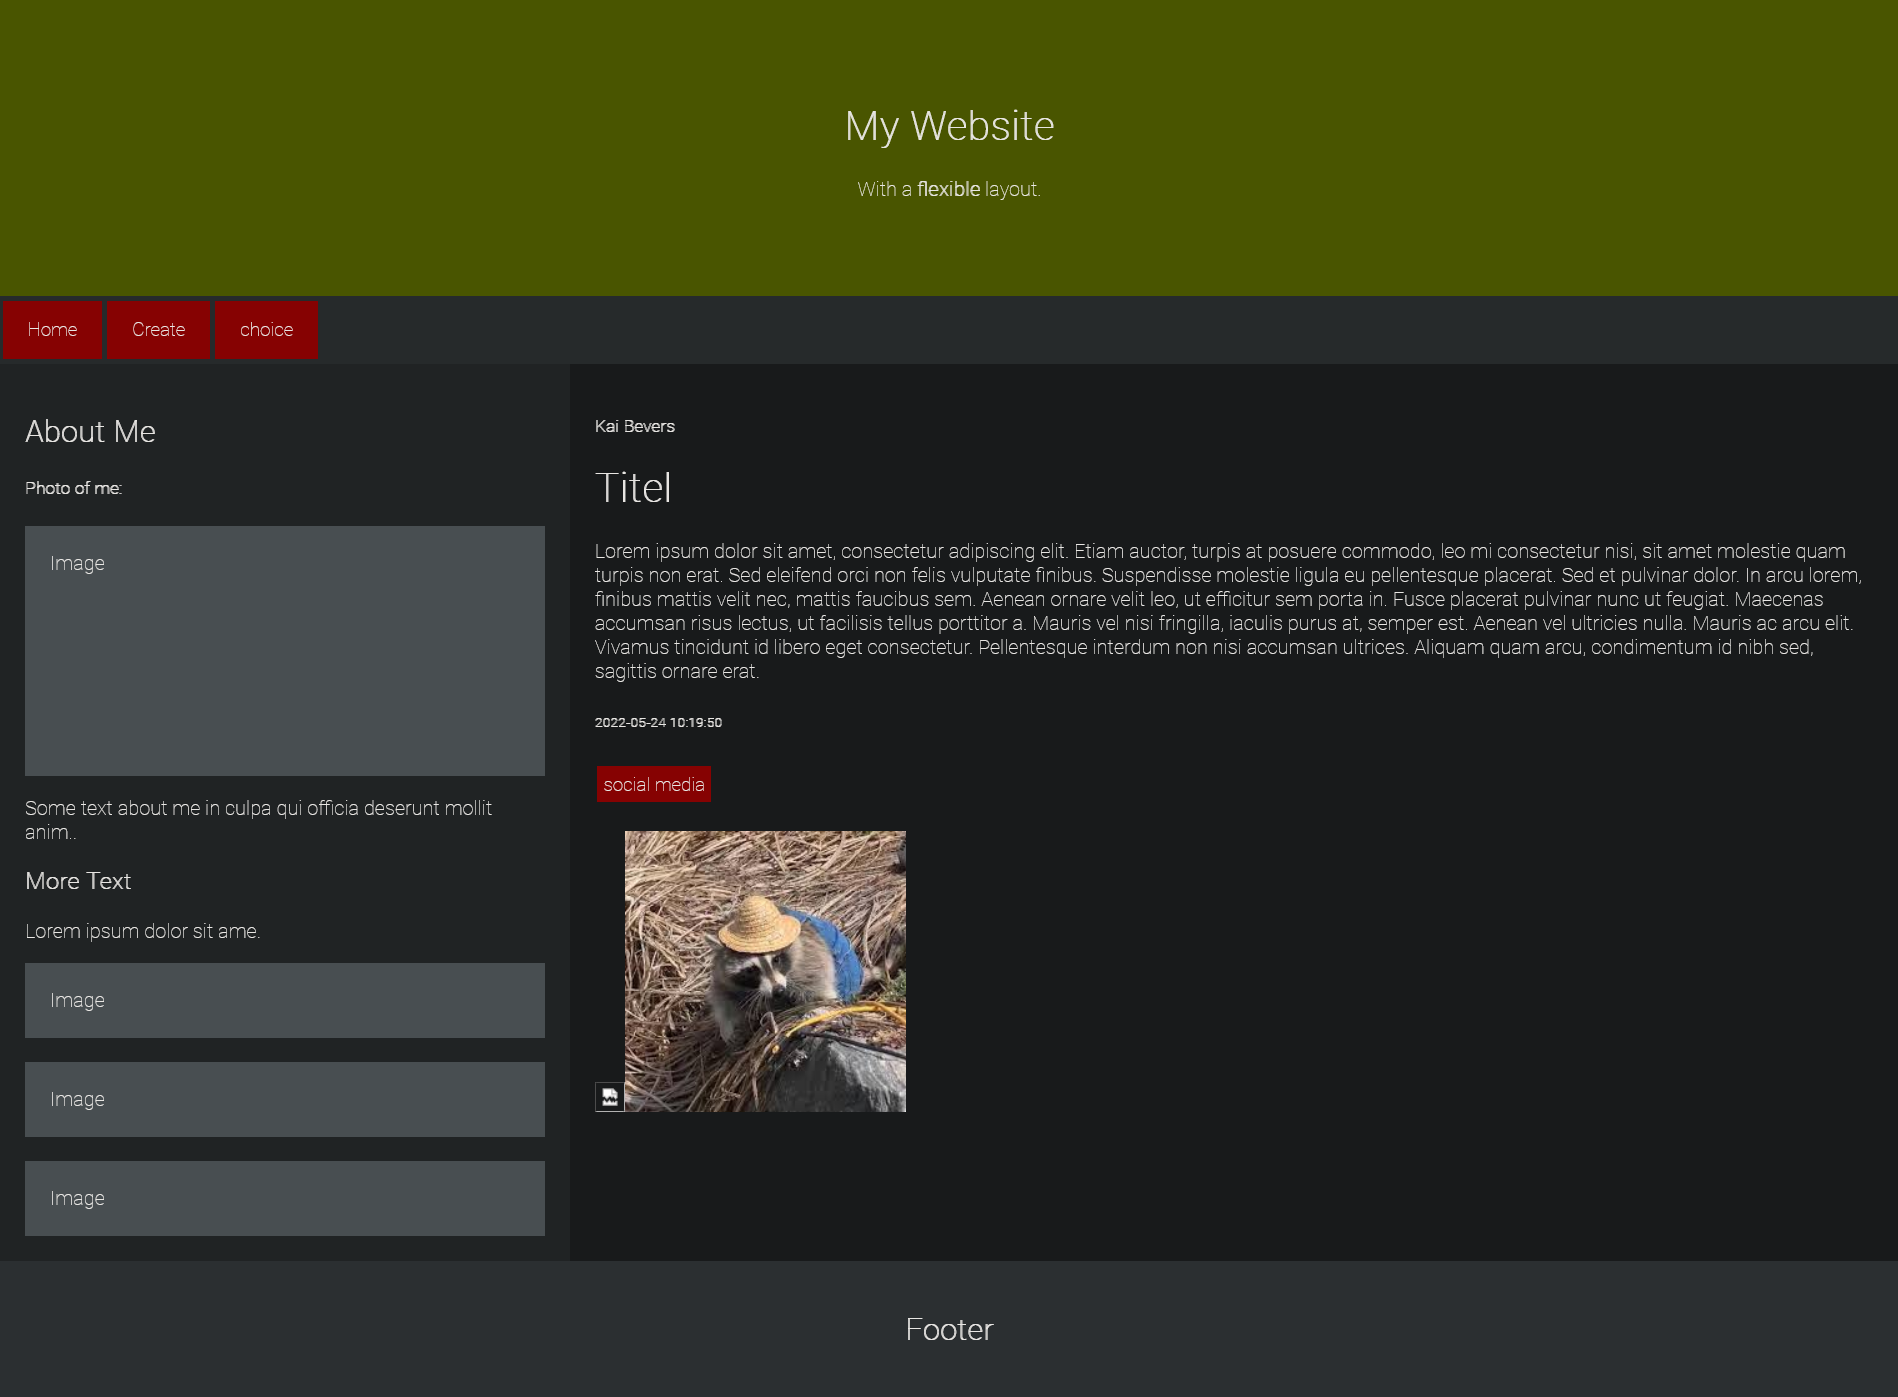 My Website
With a flexible layout.
Home
Create
choice
About Me
Photo of me:
Image
Some text about me in culpa qui officia deserunt mollit
anim..
More Text
Lorem ipsum dolor sit ame.
Image
Image
Image
Kai Bevers
Titel
Lorem ipsum dolor sit amet, consectetur adipiscing elit. Etiam auctor, turpis at posuere commodo, leo mi consectetur nisi, sit amet molestie quam
turpis non erat. Sed eleifend orci non felis vulputate finibus. Suspendisse molestie ligula eu pellentesque placerat. Sed et pulvinar dolor. In arcu lorem,
finibus mattis velit nec, mattis faucibus sem. Aenean ornare velit leo, ut efficitur sem porta in. Fusce placerat pulvinar nunc ut feugiat. Maecenas
accumsan risus lectus, ut facilisis tellus porttitor a. Mauris vel nisi fringilla, iaculis purus at, semper est. Aenean vel ultricies nulla. Mauris ac arcu elit.
Vivamus tincidunt id libero eget consectetur. Pellentesque interdum non nisi accumsan ultrices. Aliquam quam arcu, condimentum id nibh sed,
sagittis ornare erat.
2022-05-24 10:19:50
social media
Footer